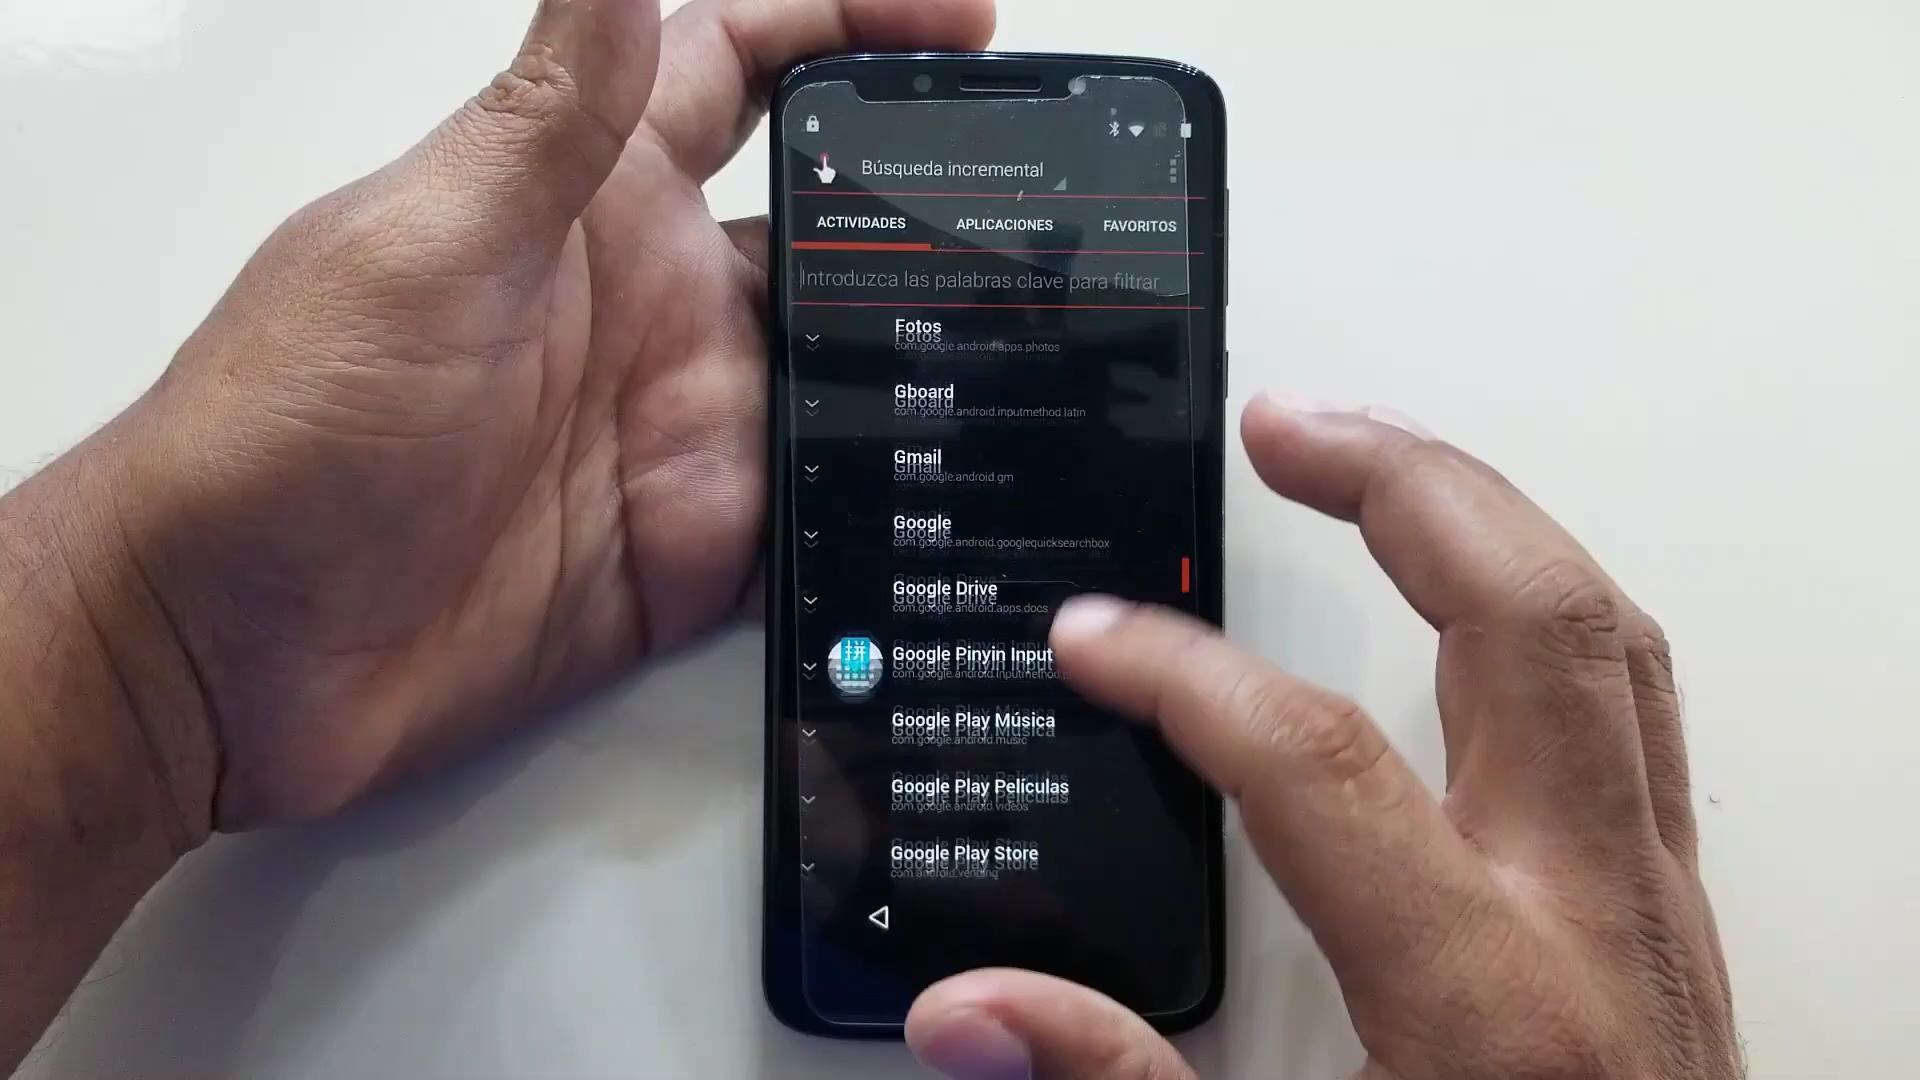 Búsqueda incremental
ACTIVIDADES APLICACIONES FAVORITOS
Introduzca las palabras clave para filtrar
Fotos
com.google.android.apps.photos
Gboard
com.google.android.inputmethod.latin
Gmail
com.google.android.gm
Google
com.google.android.googlequicksearchbox
Google Drive
com.google.android.apps.docs
拼
Google Pinyin Input
com.google.android.inputmethod.p
Google Play Música
com.google.android.music
Google Play Películas
com.google.android.videos
Google Play Store
com.android.vending